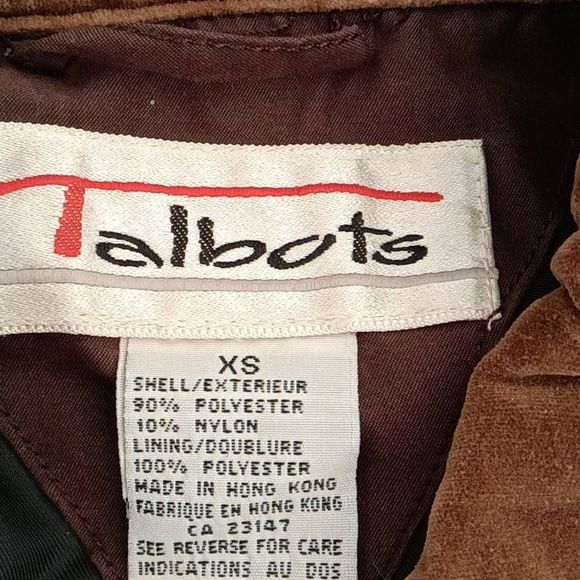 Talbots
XS
SHELL/EXTERIEUR
90% POLYESTER
10% NYLON
LINING/DOUBLURE
100% POLYESTER
MADE IN HONG KONG
FABRIQUE EN HONG KONG
CA 23147
SEE REVERSE FOR CARE
INDICATIONS AU DOS